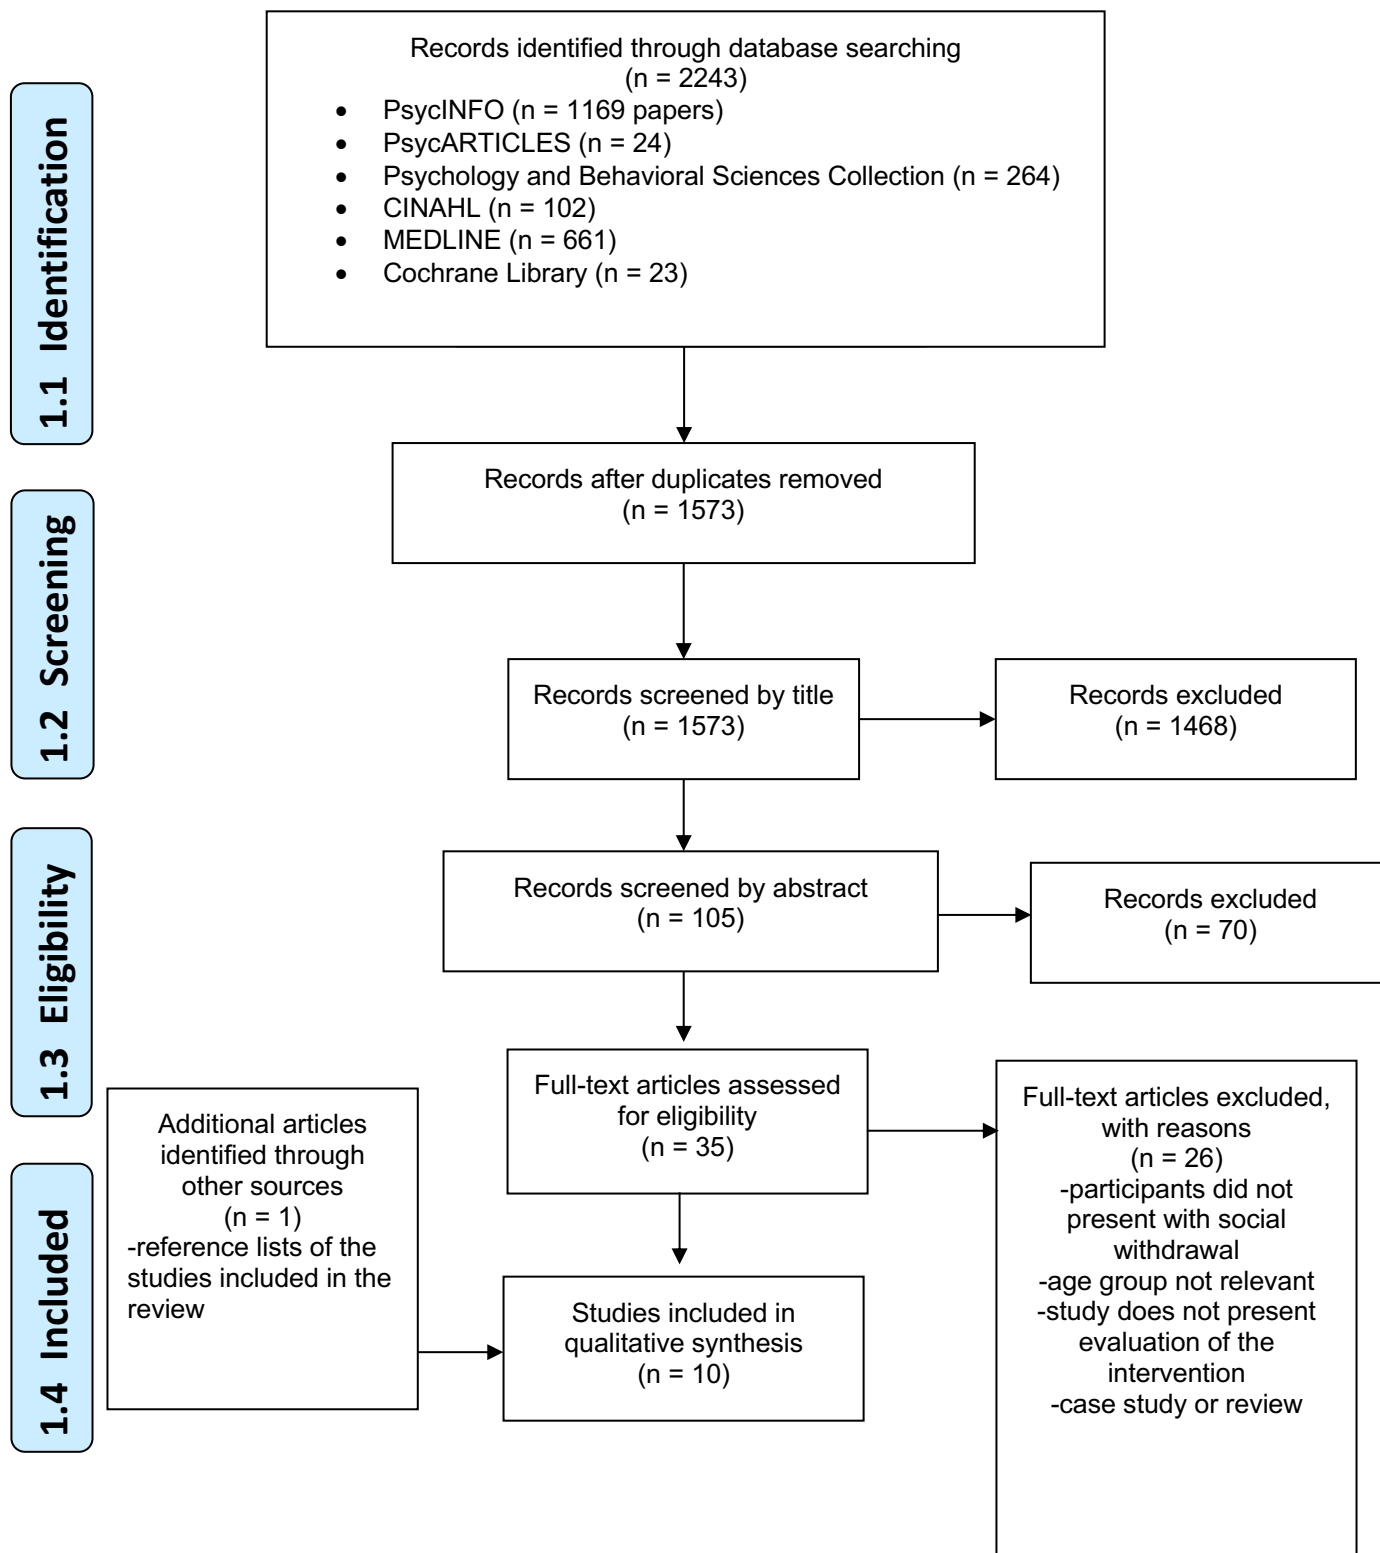 Records identified through database searching
(n = 2243)
• PsycINFO (n = 1169 papers)
• PsycARTICLES (n = 24)
• Psychology and Behavioral Sciences Collection (n = 264)
• CINAHL (n = 102)
• MEDLINE (n = 661)
• Cochrane Library (n = 23)
1.1 Identification
Records after duplicates removed
(n = 1573)
1.2 Screening
Records screened by title
(n = 1573)
Records excluded
(n = 1468)
Records screened by abstract
(n = 105)
Records excluded
(n = 70)
1.3 Eligibility
Full-text articles assessed
for eligibility
(n = 35)
Full-text articles excluded,
with reasons
(n = 26)
-participants did not
present with social
withdrawal
-age group not relevant
-study does not present
evaluation of the
intervention
-case study or review
Additional articles
identified through
other sources
(n = 1)
-reference lists of the
studies included in the
review
1.4 Included
Studies included in
qualitative synthesis
(n = 10)